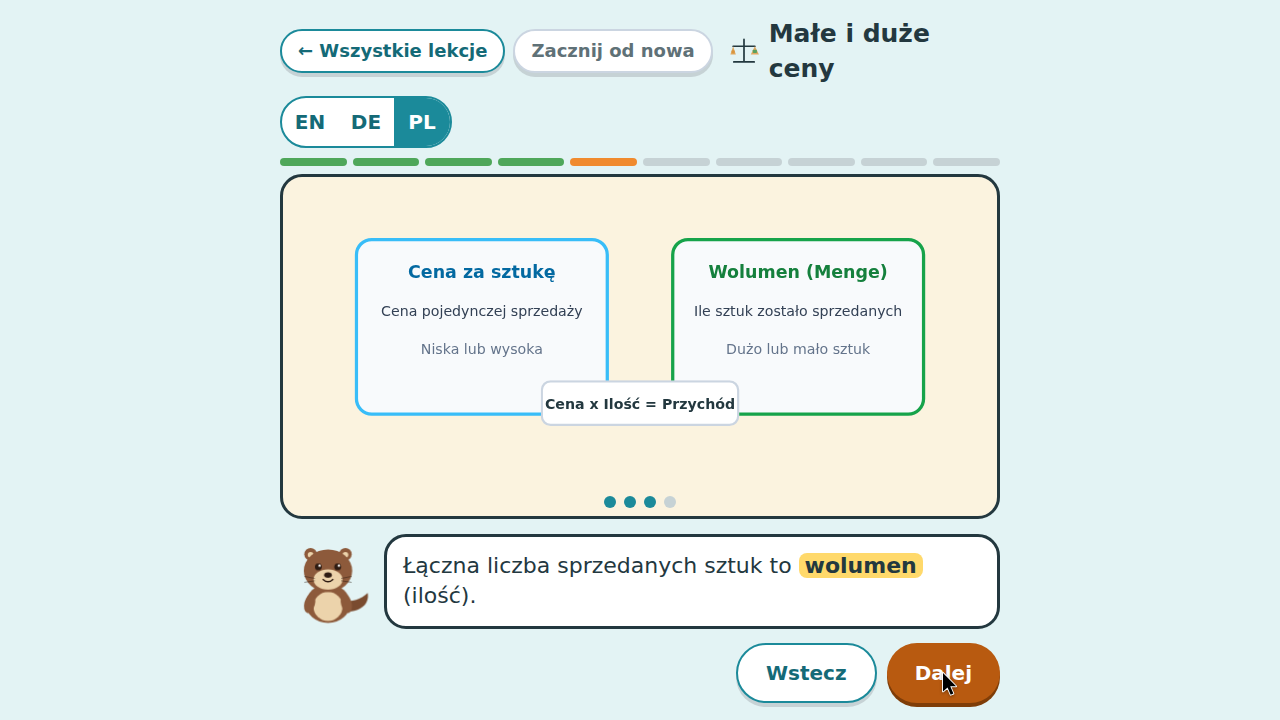 ← Wszystkie lekcje
Zacznij od nowa
Małe i duże
ceny
EN DE PL
Cena za sztukę
Cena pojedynczej sprzedaży
Niska lub wysoka
Wolumen (Menge)
Ile sztuk zostało sprzedanych
Dużo lub mało sztuk
Cena x Ilość = Przychód
Łączna liczba sprzedanych sztuk to wolumen
(ilość).
Wstecz
Dalej